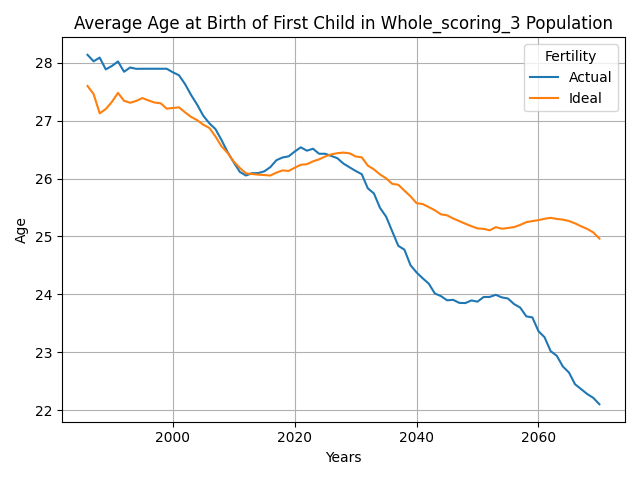 Average Age at Birth of First Child in Whole_scoring_3 Population
Fertility
Actual
Ideal
28
27
26
25
24
23
22
Age
2000 2020 2040 2060
Years